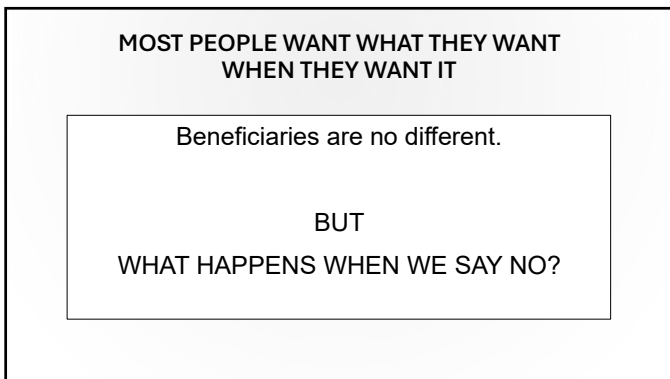 MOST PEOPLE WANT WHAT THEY WANT
WHEN THEY WANT IT
Beneficiaries are no different.
BUT
WHAT HAPPENS WHEN WE SAY NO?